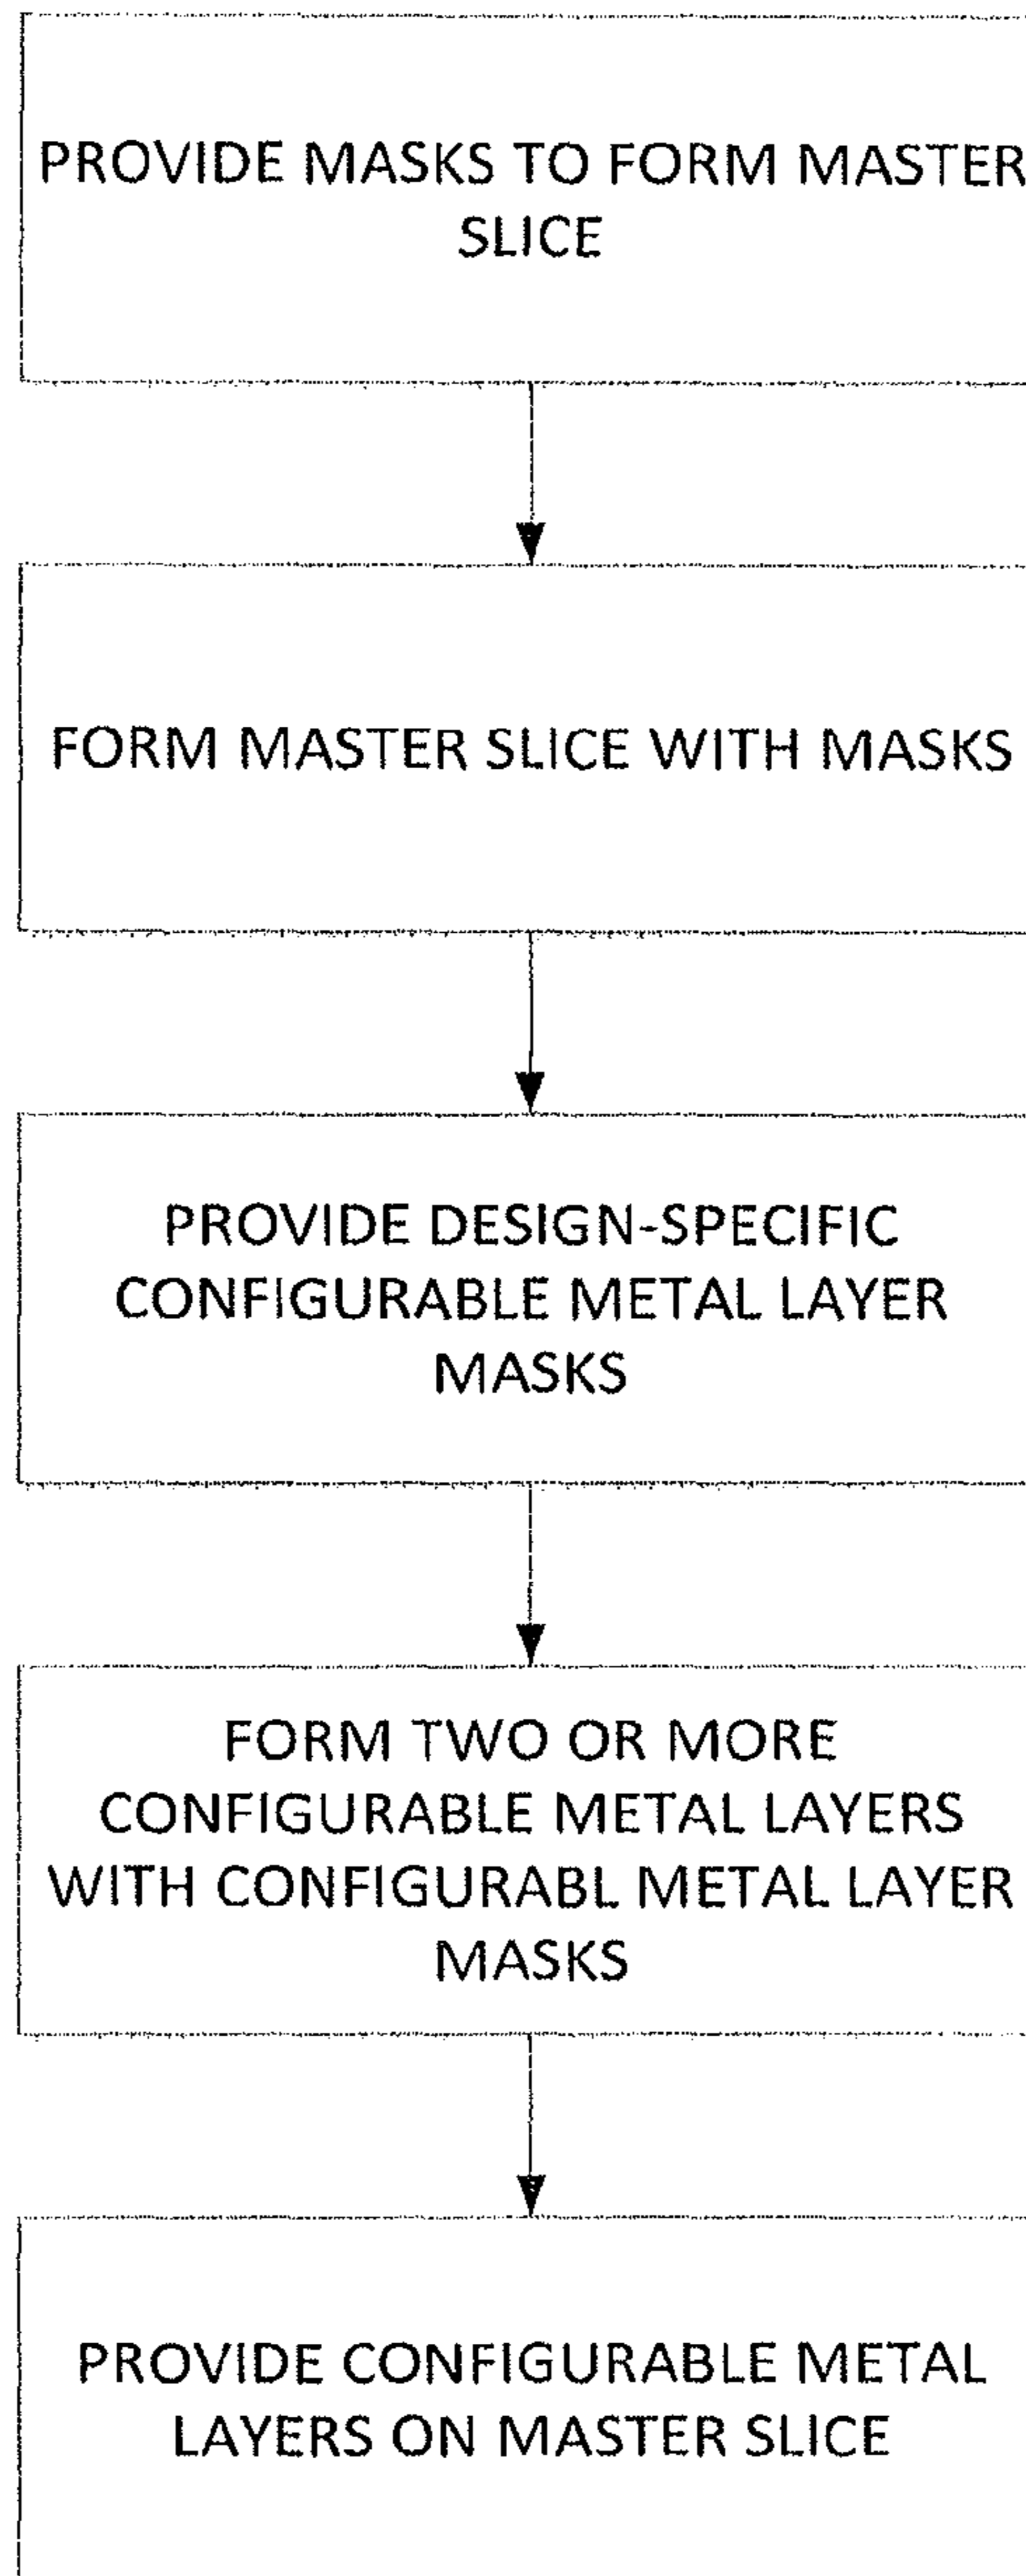 PROVIDE MASKS TO FORM MASTER
SLICE
FORM MASTER SLICE WITH MASKS
PROVIDE DESIGN-SPECIFIC
CONFIGURABLE METAL LAYER
MASKS
FORM TWO OR MORE
CONFIGURABLE METAL LAYERS
WITH CONFIGURABL METAL LAYER
MASKS
PROVIDE CONFIGURABLE METAL
LAYERS ON MASTER SLICE